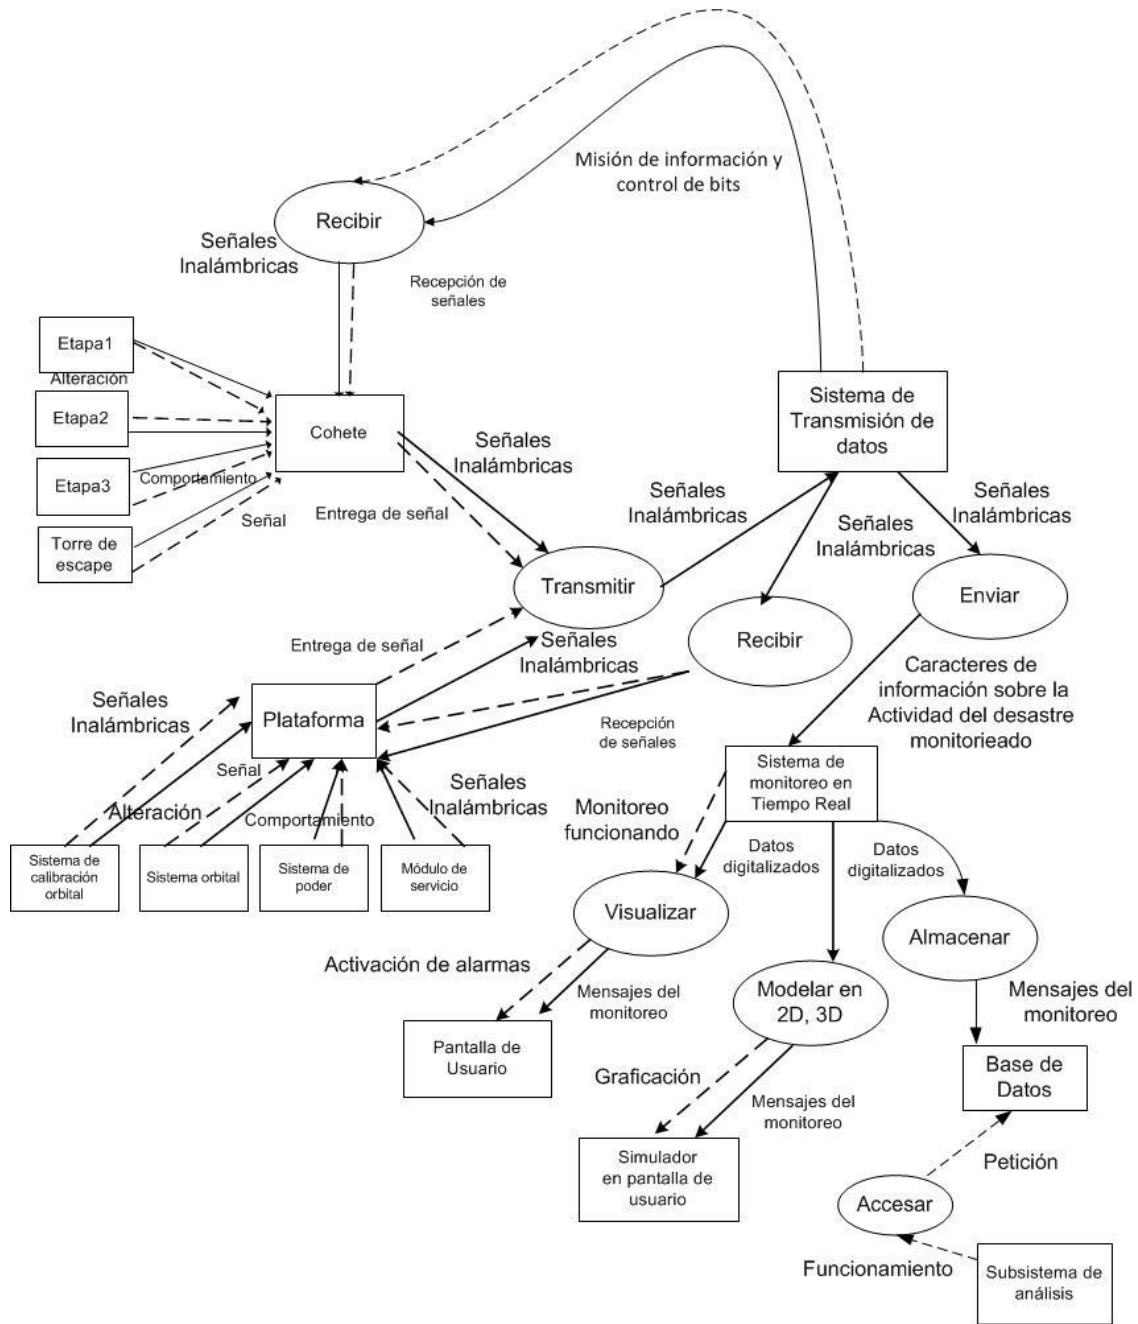 Misión de información y
control de bits
Recibir
Señales
Inalámbricas
Recepción de
señales
Etapa1
Alteración
Etapa2
Etapa3
Comportamiento
Señal
Torre de
escape
Cohete
Señales
Inalámbricas
Entrega de señal
Sistema de
Transmisión de
datos
Señales
Inalámbricas
Señales
Inalámbricas
Señales
Inalámbricas
Transmitir
Enviar
Recibir
Entrega de señal
Señales
Inalámbricas
Señales
Inalámbricas
Plataforma
Señal
Recepción
de señales
Caracteres de
información sobre la
Actividad del desastre
monitorieado
Alteración
Comportamiento
Señales
Inalámbricas
Sistema de
calibración
orbital
Sistema orbital
Sistema de
poder
Módulo de
servicio
Sistema de
monitoreo en
Tiempo Real
Monitoreo
funcionando
Datos
digitalizados
Datos
digitalizados
Visualizar
Almacenar
Activación de alarmas
Mensajes del
monitoreo
Modelar en
2D, 3D
Mensajes del
monitoreo
Pantalla de
Usuario
Graficación
Mensajes del
monitoreo
Base de
Datos
Simulador
en pantalla de
usuario
Petición
Accesar
Funcionamiento
Subsistema de
análisis